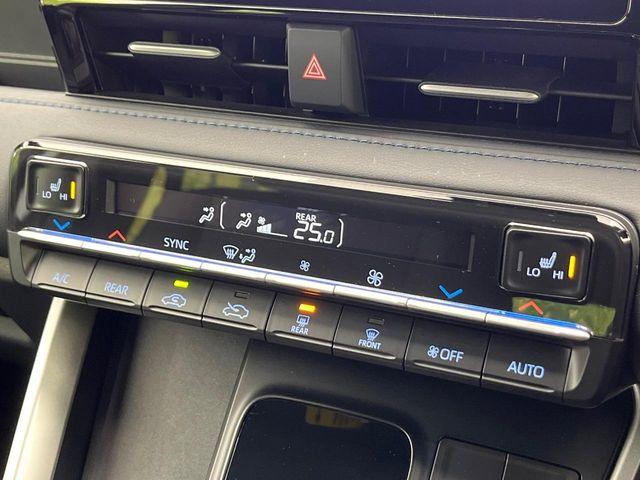 LO HI
REAR
25.0
SYNC
LO HI
A/C
REAR
REAR
FRONT
OFF
AUTO